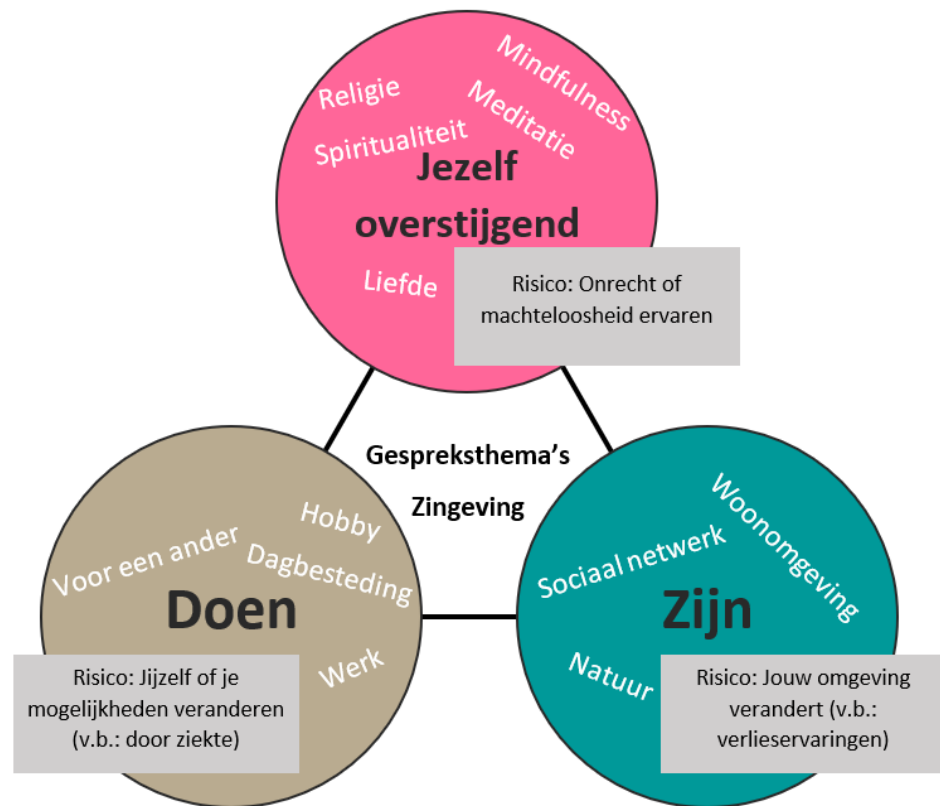 Mindfulness
Religie
Meditatie
Spiritualiteit
Jezelf
overstijgend
Liefde
Risico: Onrecht of
machteloosheid ervaren
Gespreksthema’s
Zingeving
Hobby
Voor een ander
Dagbesteding
Doen
Werk
Risico: Jijzelf of je
mogelijkheden veranderen
(v.b.: door ziekte)
Woonomgeving
Sociaal netwerk
Zijn
Natuur
Risico: Jouw omgeving
verandert (v.b.:
verlieservaringen)